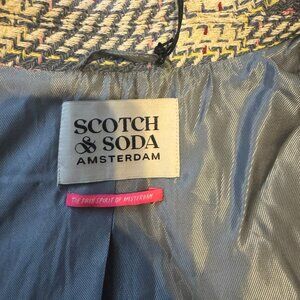 SCOTCH
& SODA
AMSTERDAM
THE FREE SPIRIT OF AMSTERDAM